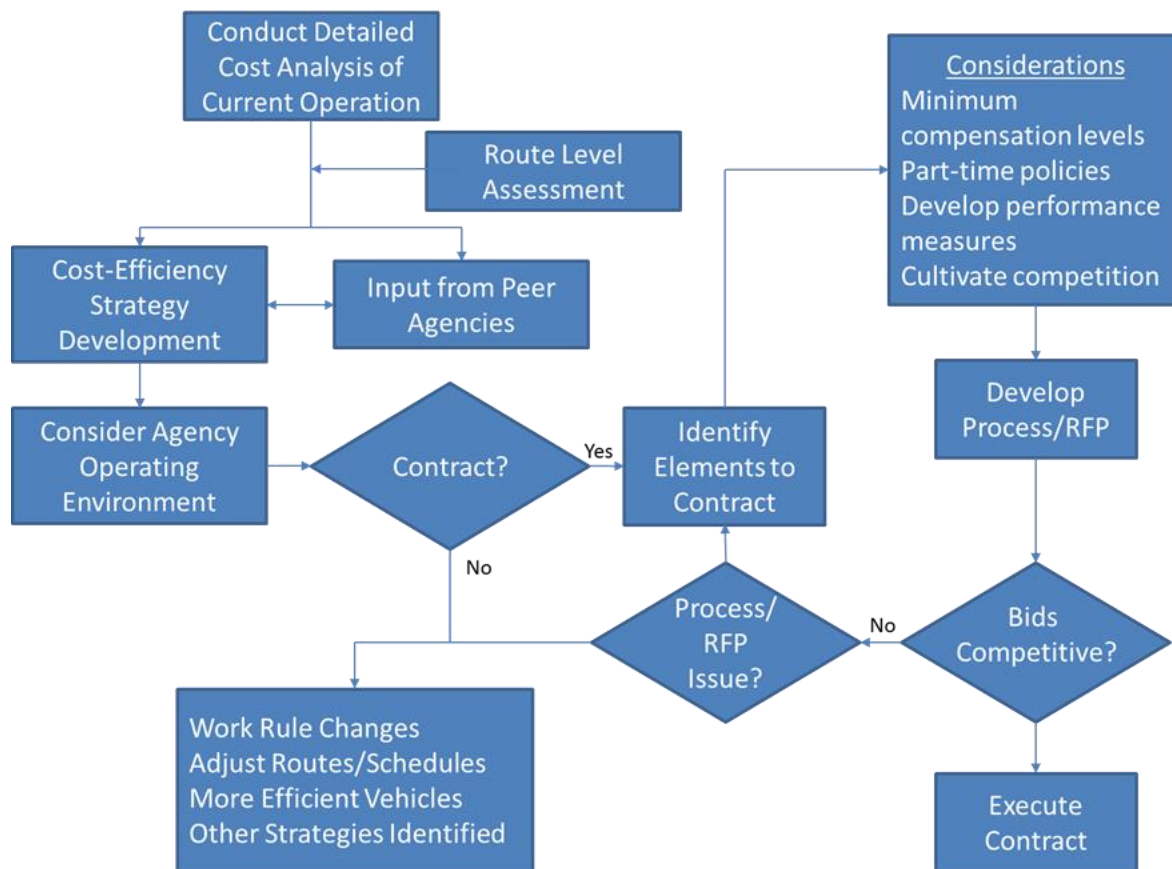 Conduct Detailed
Cost Analysis of
Current Operation
Route Level
Assessment
Cost-Efficiency
Strategy
Development
Input from Peer
Agencies
Consider Agency
Operating
Environment
Contract?
Yes
No
Identify
Elements to
Contract
Considerations
Minimum
compensation levels
Part-time policies
Develop performance
measures
Cultivate competition
Develop
Process/RFP
Bids
Competitive?
No
Process/
RFP
Issue?
Work Rule Changes
Adjust Routes/Schedules
More Efficient Vehicles
Other Strategies Identified
Execute
Contract